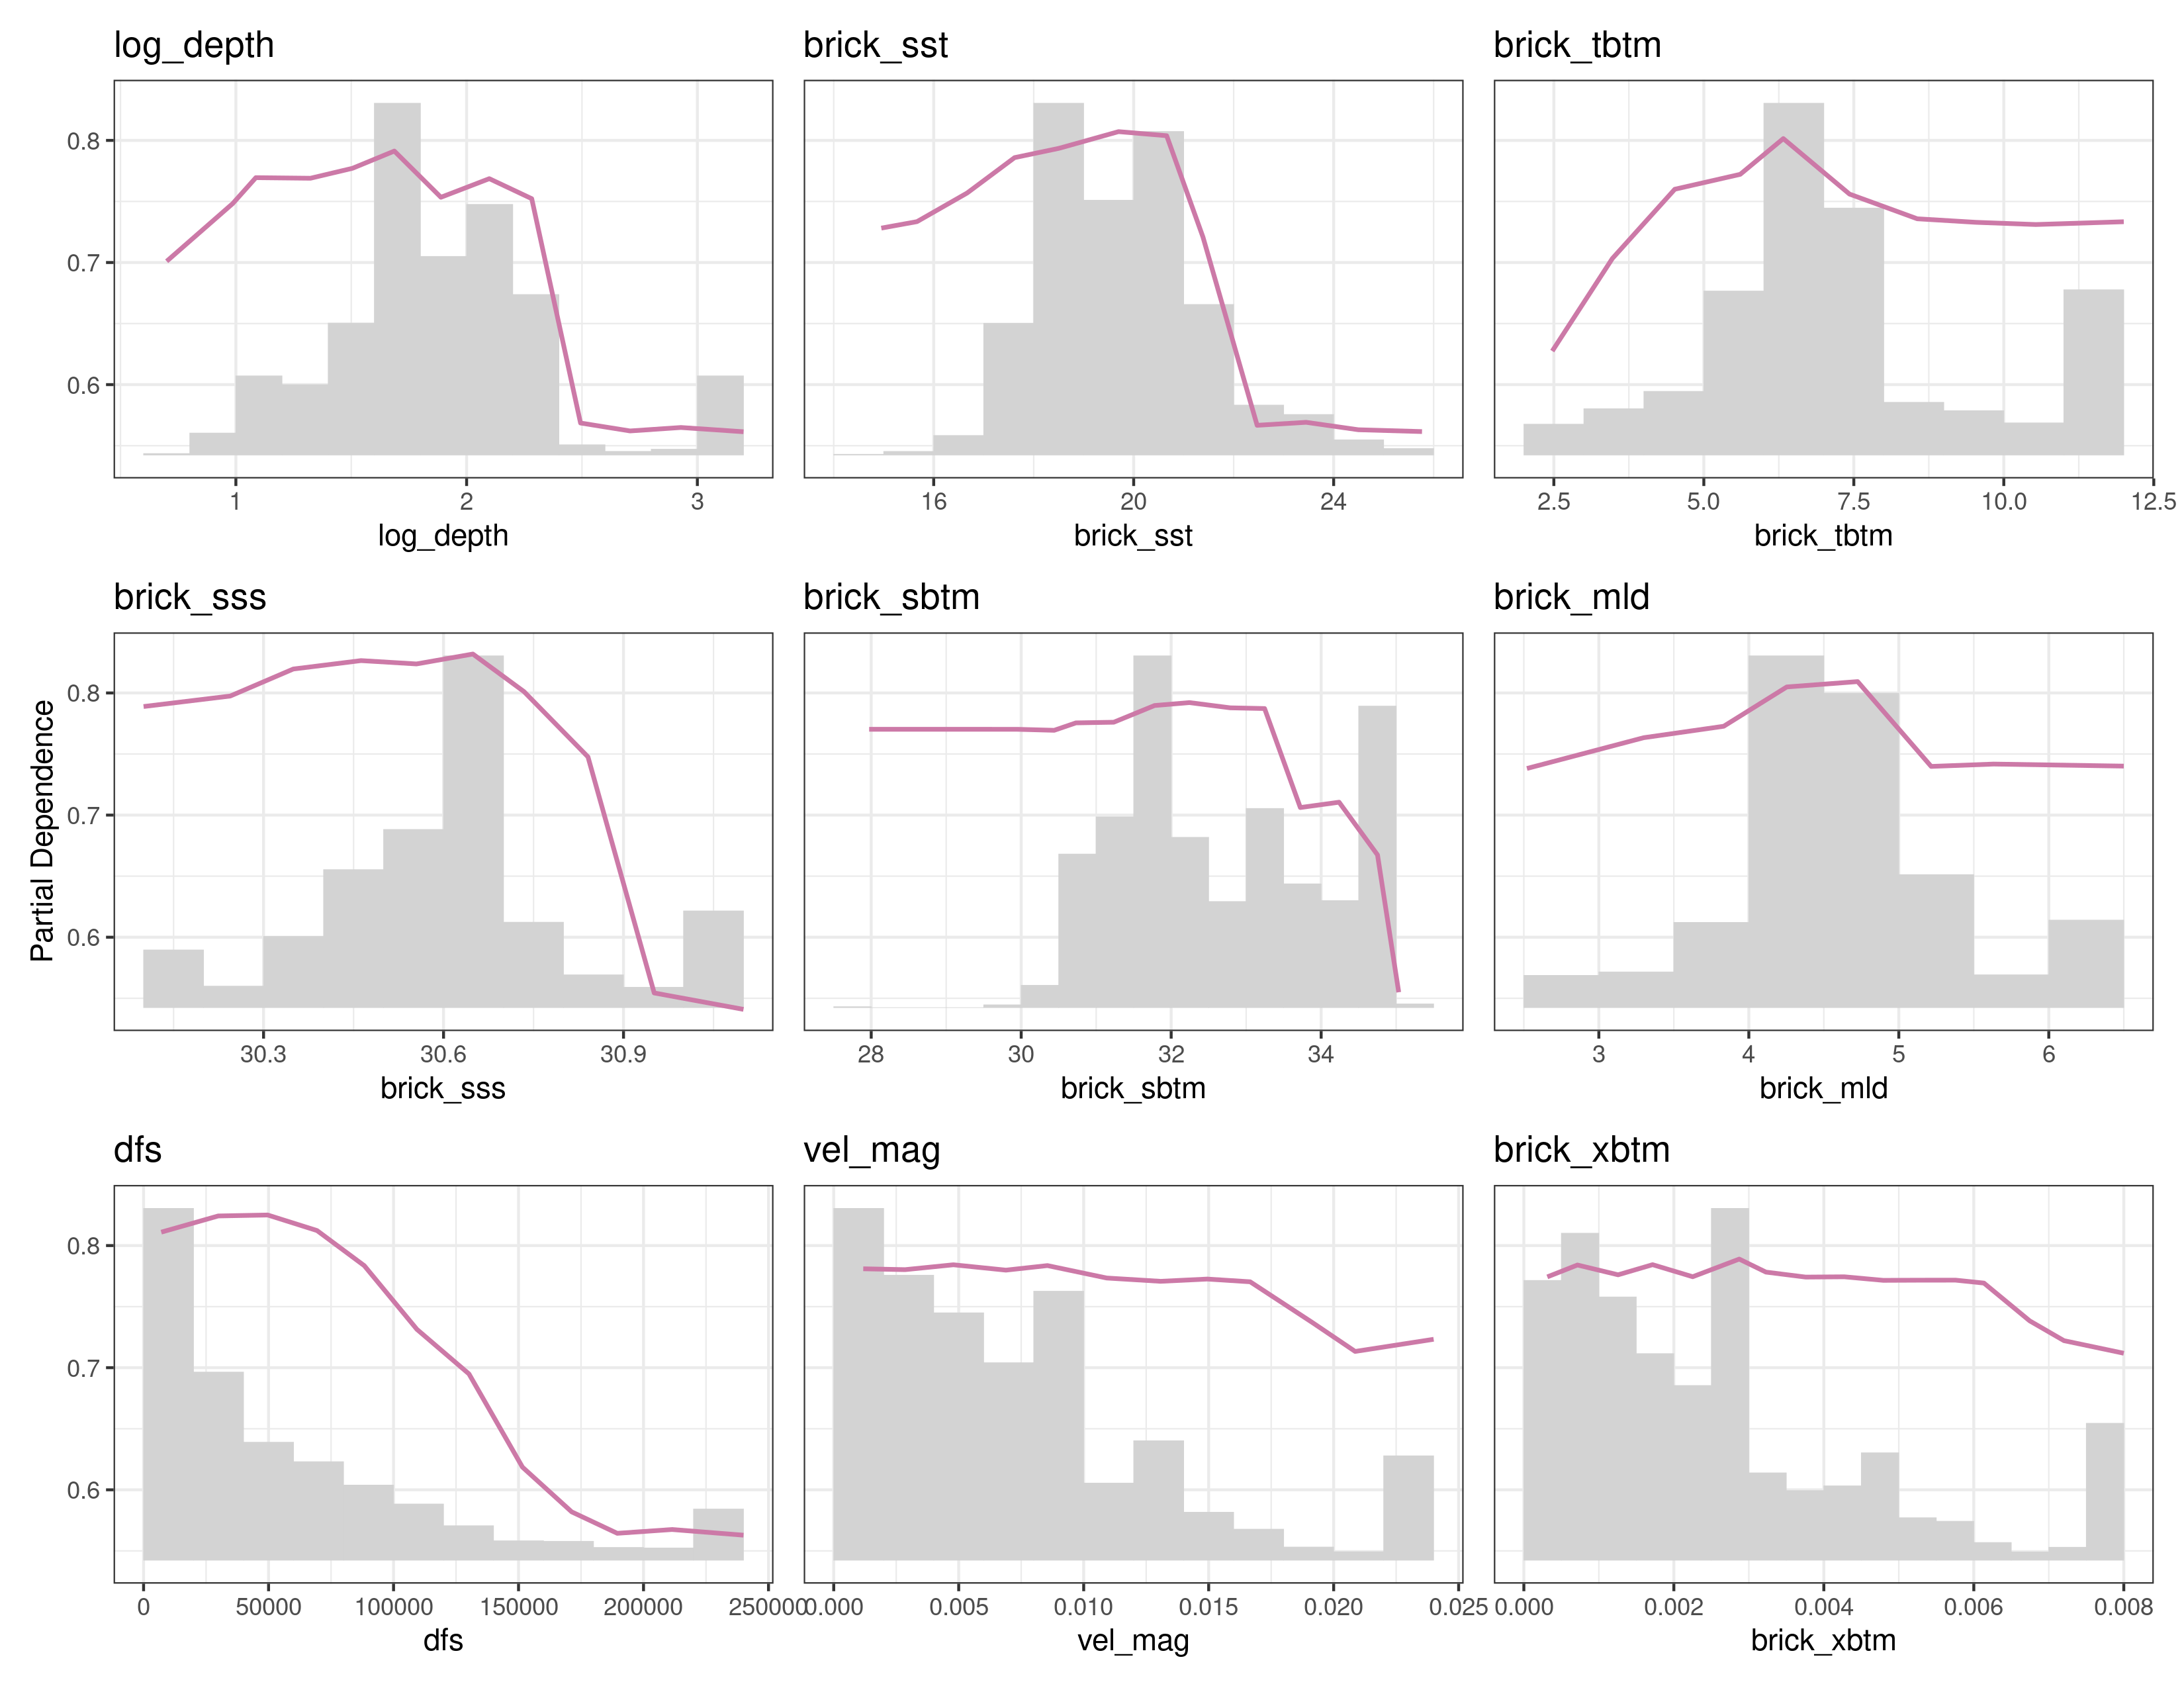 log_depth brick_sst brick_tbtm
0.8
0.7
0.6
1 2 3 16 20 24 2.5 5.0 7.5 10.0 12.5
log_depth brick_sst brick_tbtm
brick_sss brick_sbtm brick_mld
Partial Dependence
0.8
0.7
0.6
30.3 30.6 30.9 28 30 32 34 3 4 5 6
brick_sss brick_sbtm brick_mld
dfs vel_mag brick_xbtm
0.8
0.7
0.6
0 50000 100000 150000 200000 250000 0.000 0.005 0.010 0.015 0.020 0.025 0.000 0.002 0.004 0.006 0.008
dfs vel_mag brick_xbtm